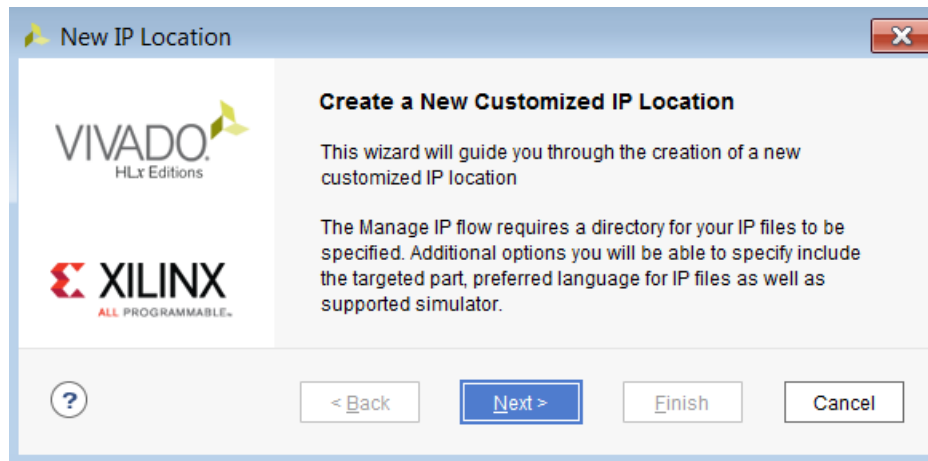 New IP Location
VIVADO.
HLx Editions
XILINX
ALL PROGRAMMABLE™
Create a New Customized IP Location
This wizard will guide you through the creation of a new
customized IP location
The Manage IP flow requires a directory for your IP files to be
specified. Additional options you will be able to specify include
the targeted part, preferred language for IP files as well as
supported simulator.
?
< Back
Next >
Finish
Cancel